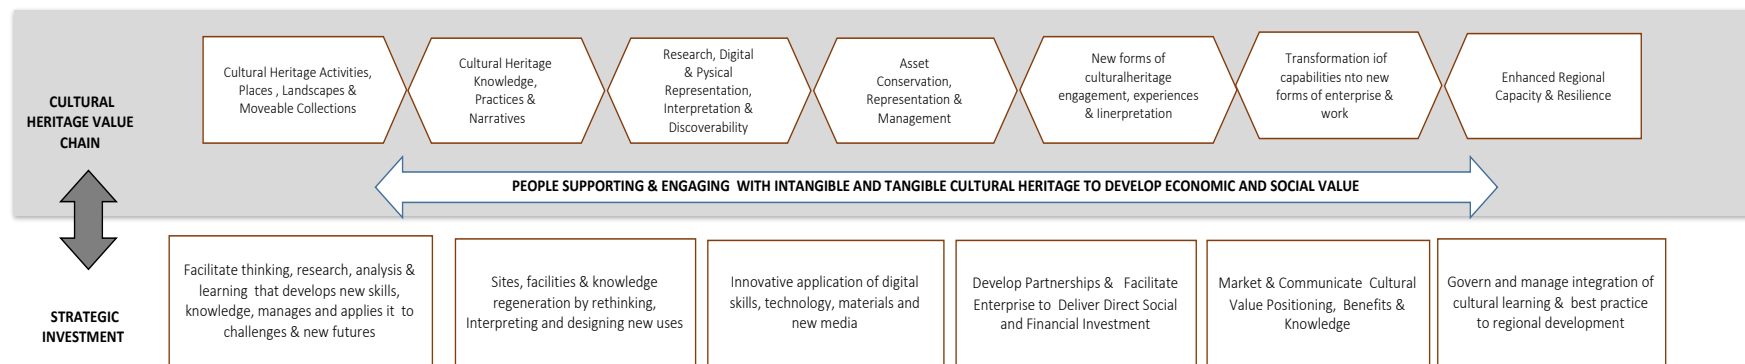 CULTURAL
HERITAGE VALUE
CHAIN
Cultural Heritage Activities,
Places , Landscapes &
Moveable Collections
Cultural Heritage
Knowledge,
Practices &
Narratives
Research, Digital
& Pysical
Representation,
Interpretation &
Discoverability
Asset
Conservation,
Representation &
Management
New forms of
culturalheritage
engagement, experiences
& Iinerpretation
Transformation iof
capabilities nto new
forms of enterprise &
work
Enhanced Regional
Capacity & Resilience
PEOPLE SUPPORTING & ENGAGING WITH INTANGIBLE AND TANGIBLE CULTURAL HERITAGE TO DEVELOP ECONOMIC AND SOCIAL VALUE
STRATEGIC
INVESTMENT
Facilitate thinking, research, analysis &
learning that develops new skills,
knowledge, manages and applies it to
challenges & new futures
Sites, facilities & knowledge
regeneration by rethinking,
Interpreting and designing new uses
Innovative application of digital
skills, technology, materials and
new media
Develop Partnerships & Facilitate
Enterprise to Deliver Direct Social
and Financial Investment
Market & Communicate Cultural
Value Positioning, Benefits &
Knowledge
Govern and manage integration of
cultural learning & best practice
to regional development